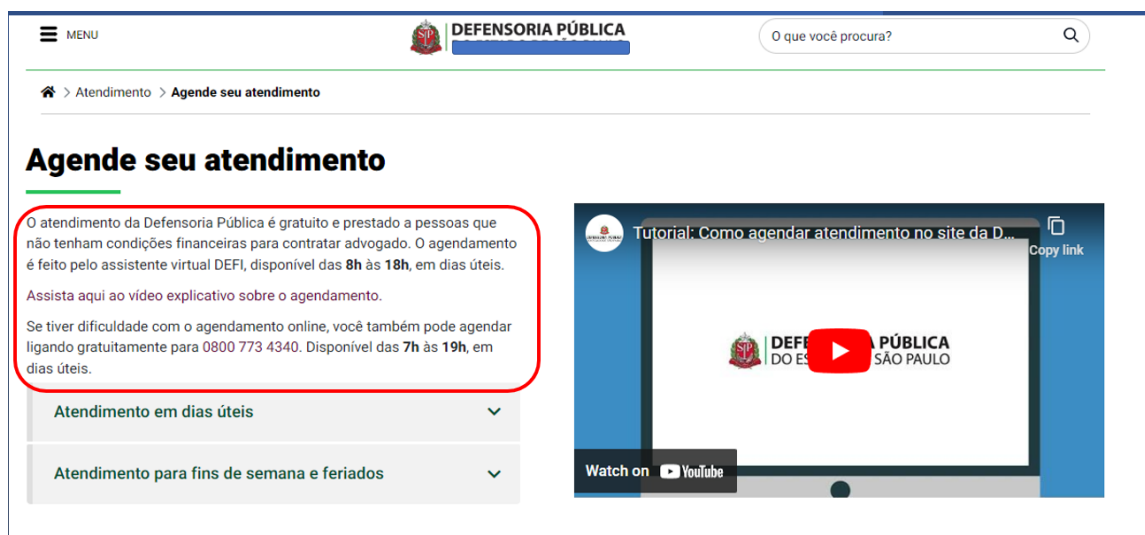 MENU
DEFENSORIA PÚBLICA
O que você procura?
> Atendimento > Agende seu atendimento
Agende seu atendimento
O atendimento da Defensoria Pública é gratuito e prestado a pessoas que
não tenham condições financeiras para contratar advogado. O agendamento
é feito pelo assistente virtual DEFI, disponível das 8h às 18h, em dias úteis.
Assista aqui ao vídeo explicativo sobre o agendamento.
Se tiver dificuldade com o agendamento online, você também pode agendar
ligando gratuitamente para 0800 773 4340. Disponível das 7h às 19h, em
dias úteis.
Atendimento em dias úteis
Atendimento para fins de semana e feriados
Tutorial: Como agendar atendimento no site da D...
Copy link
DEFE PÚBLICA
DO ES SÃO PAULO
Watch on YouTube